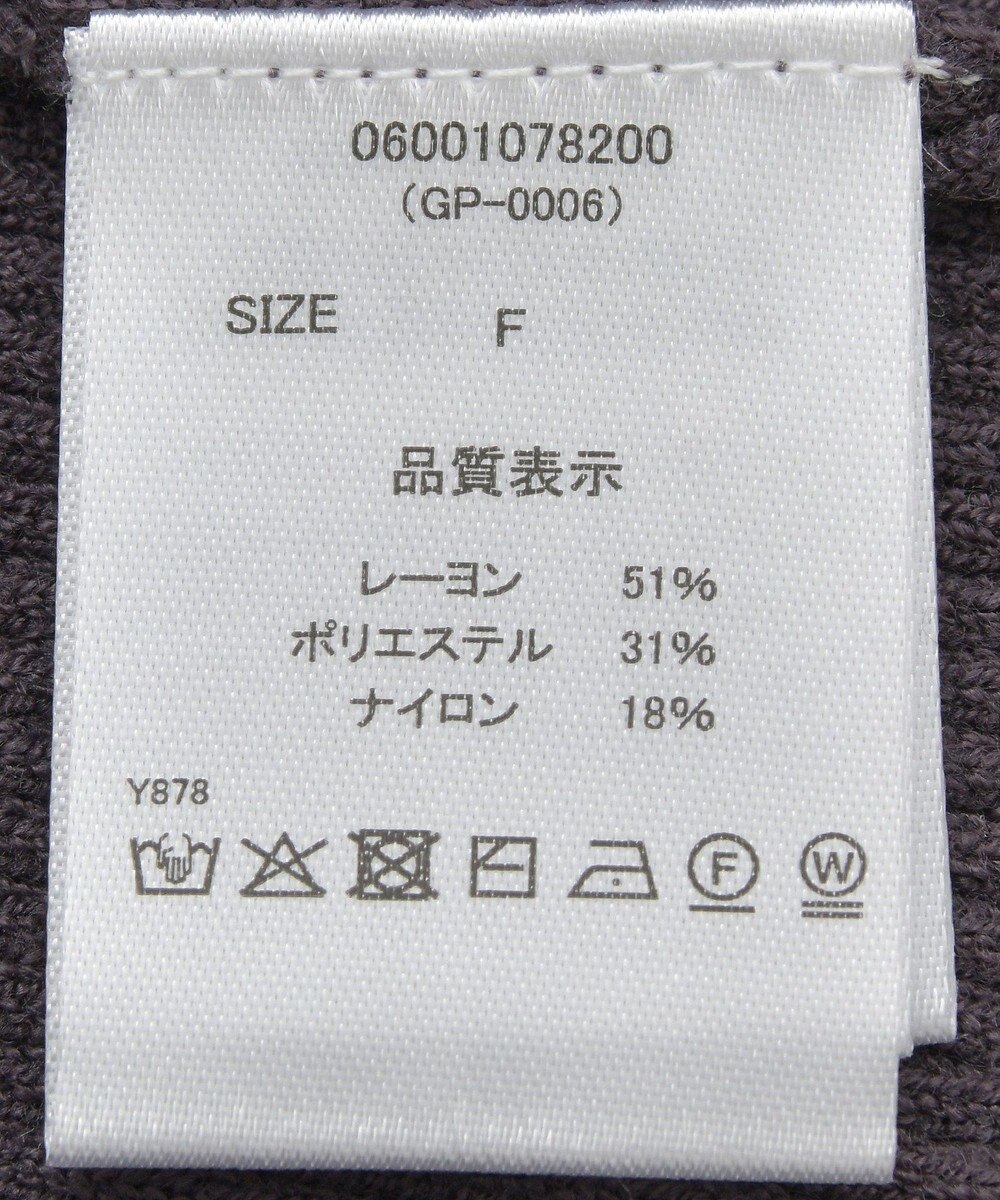 06001078200
(GP-0006)
SIZE F
品質表示
レーヨン 51%
ポリエステル 31%
ナイロン 18%
Y878
F W